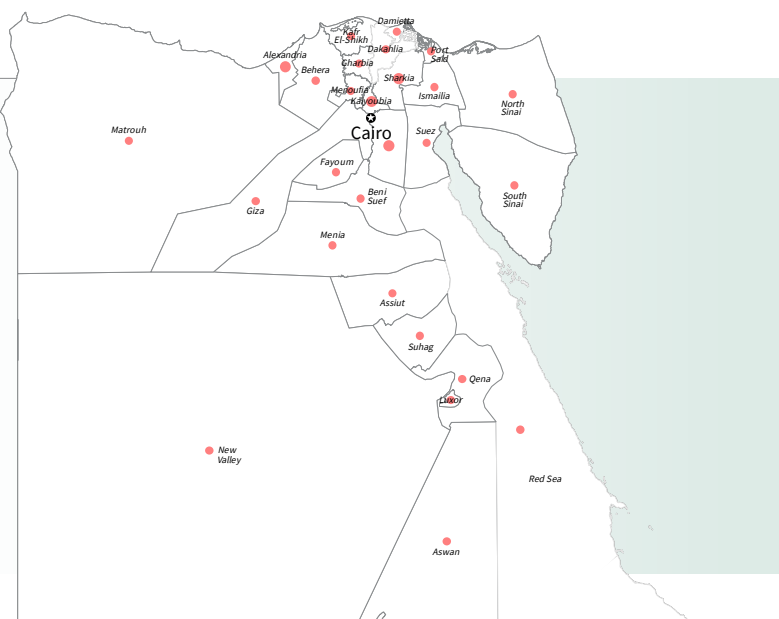 Damietta
Kafr
El-Shikh
Dakahlia
Port
Said
Alexandria
Gharbia
Behera
Sharkia
Menoufia
Ismailia
Kalyoubia
North
Sinai
Matrouh
Cairo
Suez
Fayoum
Beni
Suef
South
Sinai
Giza
Menia
Assiut
Suhag
Qena
Luxor
New
Valley
Red Sea
Aswan